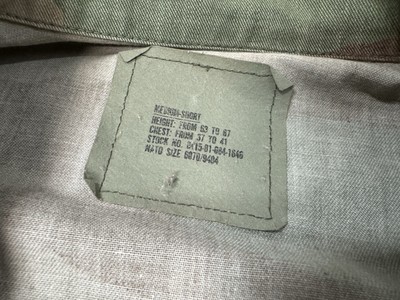 MEDIUM-SHORT
HEIGHT: FROM 63 TO 67
CHEST: FROM 37 TO 41
STOCK NO. 8415-01-084-1646
NATO SIZE 6070/9404